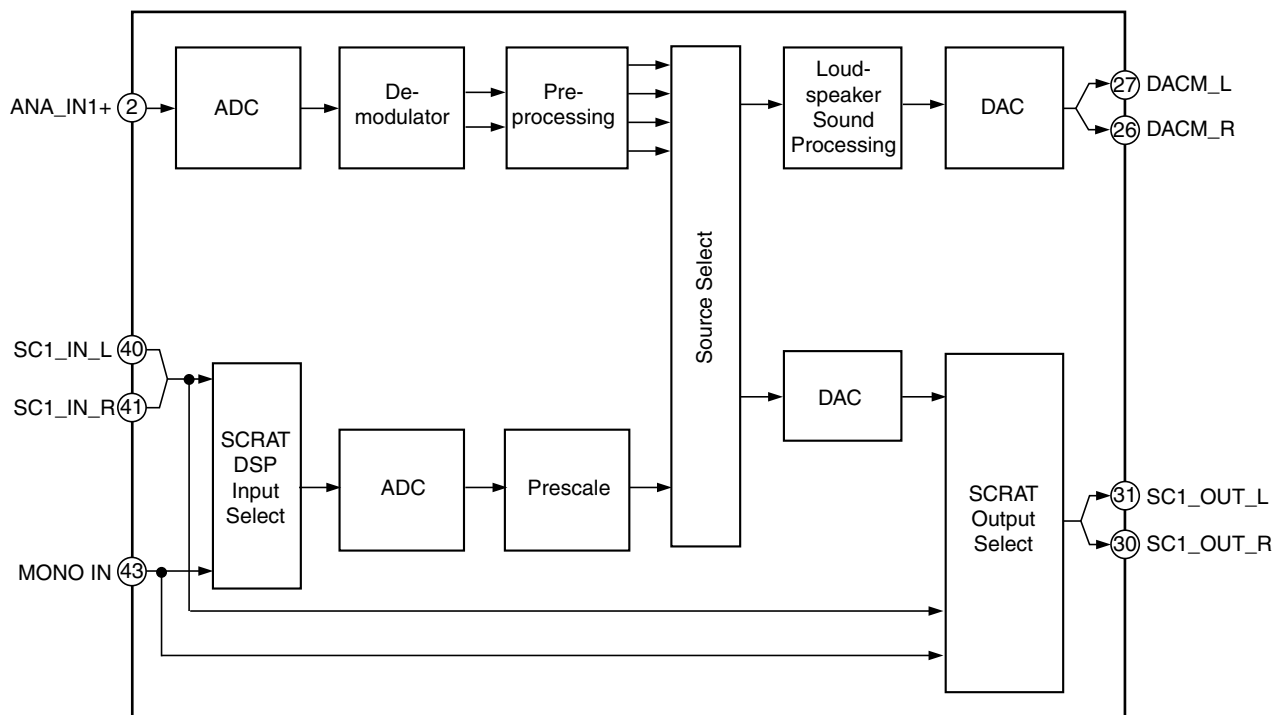 ANA_IN1+
2
ADC
De-
modulator
Pre-
processing
Loud-
speaker
Sound
Processing
DAC
27
DACM_L
26
DACM_R
Source Select
SC1_IN_L
40
SC1_IN_R
41
SCRAT
DSP
Input
Select
ADC
Prescale
DAC
SCRAT
Output
Select
31
SC1_OUT_L
30
SC1_OUT_R
MONO IN
43